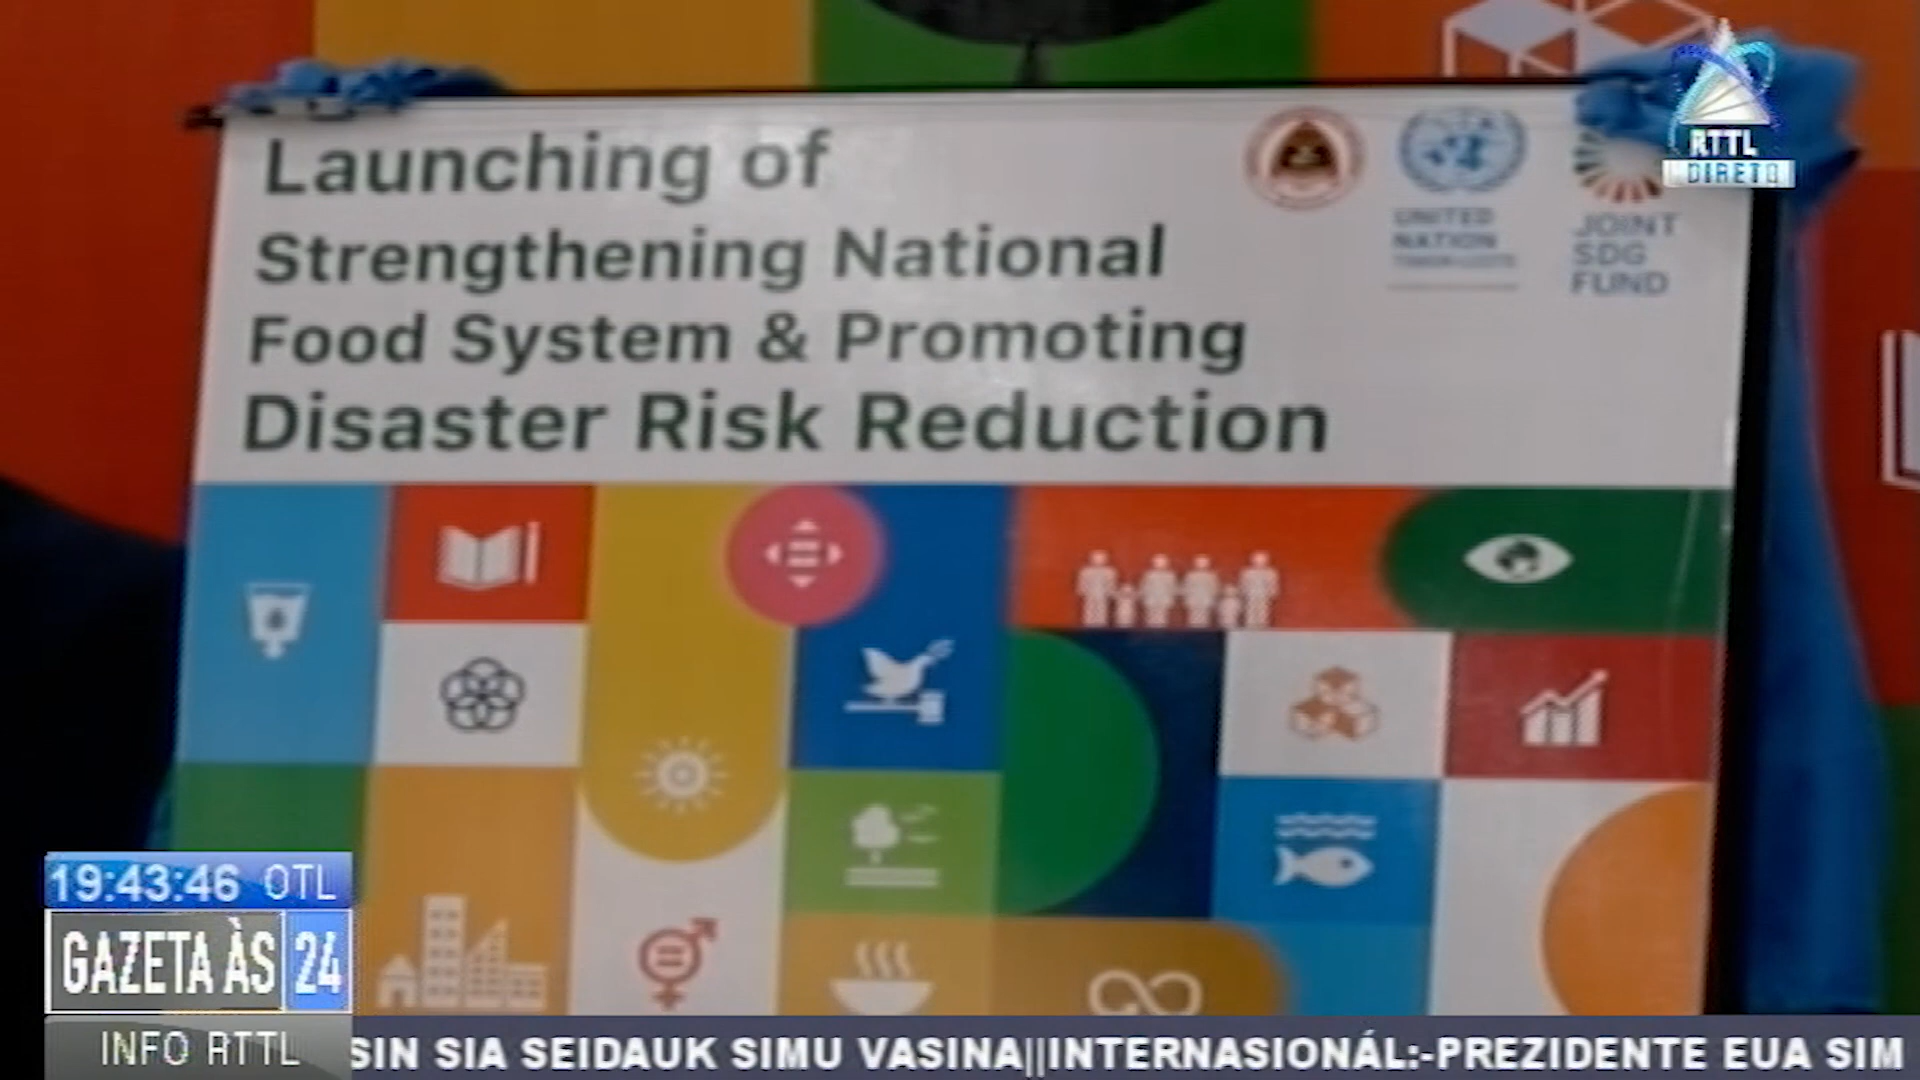 Launching of
Strengthening National
Food System & Promoting
Disaster Risk Reduction
UNITED
NATION
JOINT
SDG
FUND
RTTL
DIRETO
19:43:46 OTL
GAZETA ÀS 24
INFO RTTL
SIN SIA SEIDAUK SIMU VASINA||INTERNASIONÁL:-PREZIDENTE EUA SIM